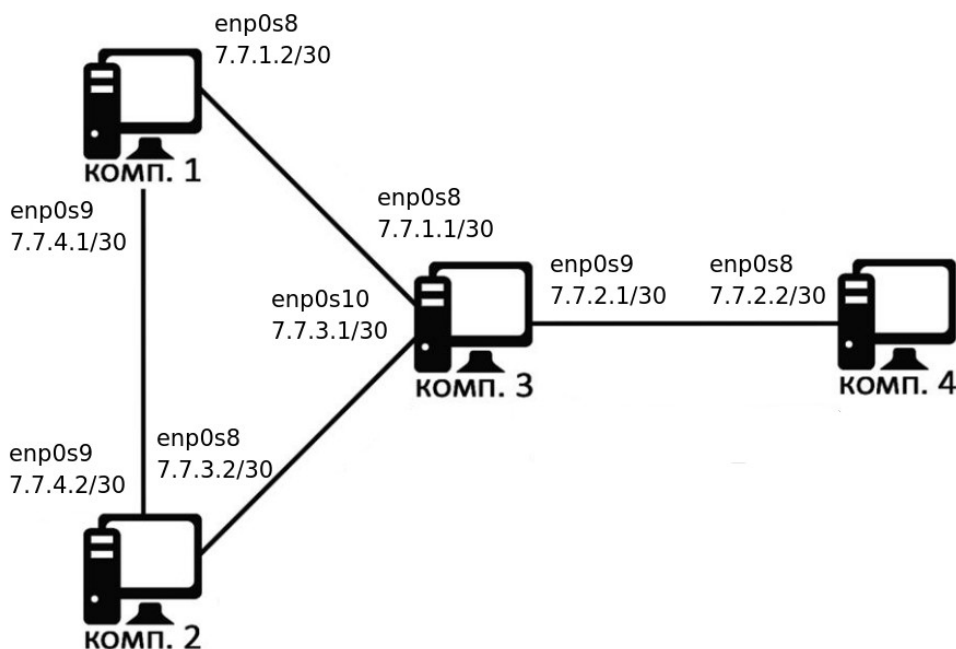 enp0s8
7.7.1.2/30
комп. 1
enp0s9
7.7.4.1/30
enp0s8
7.7.1.1/30
enp0s10
7.7.3.1/30
enp0s9
7.7.2.1/30
enp0s8
7.7.2.2/30
комп. 3
комп. 4
enp0s9
7.7.4.2/30
enp0s8
7.7.3.2/30
комп. 2